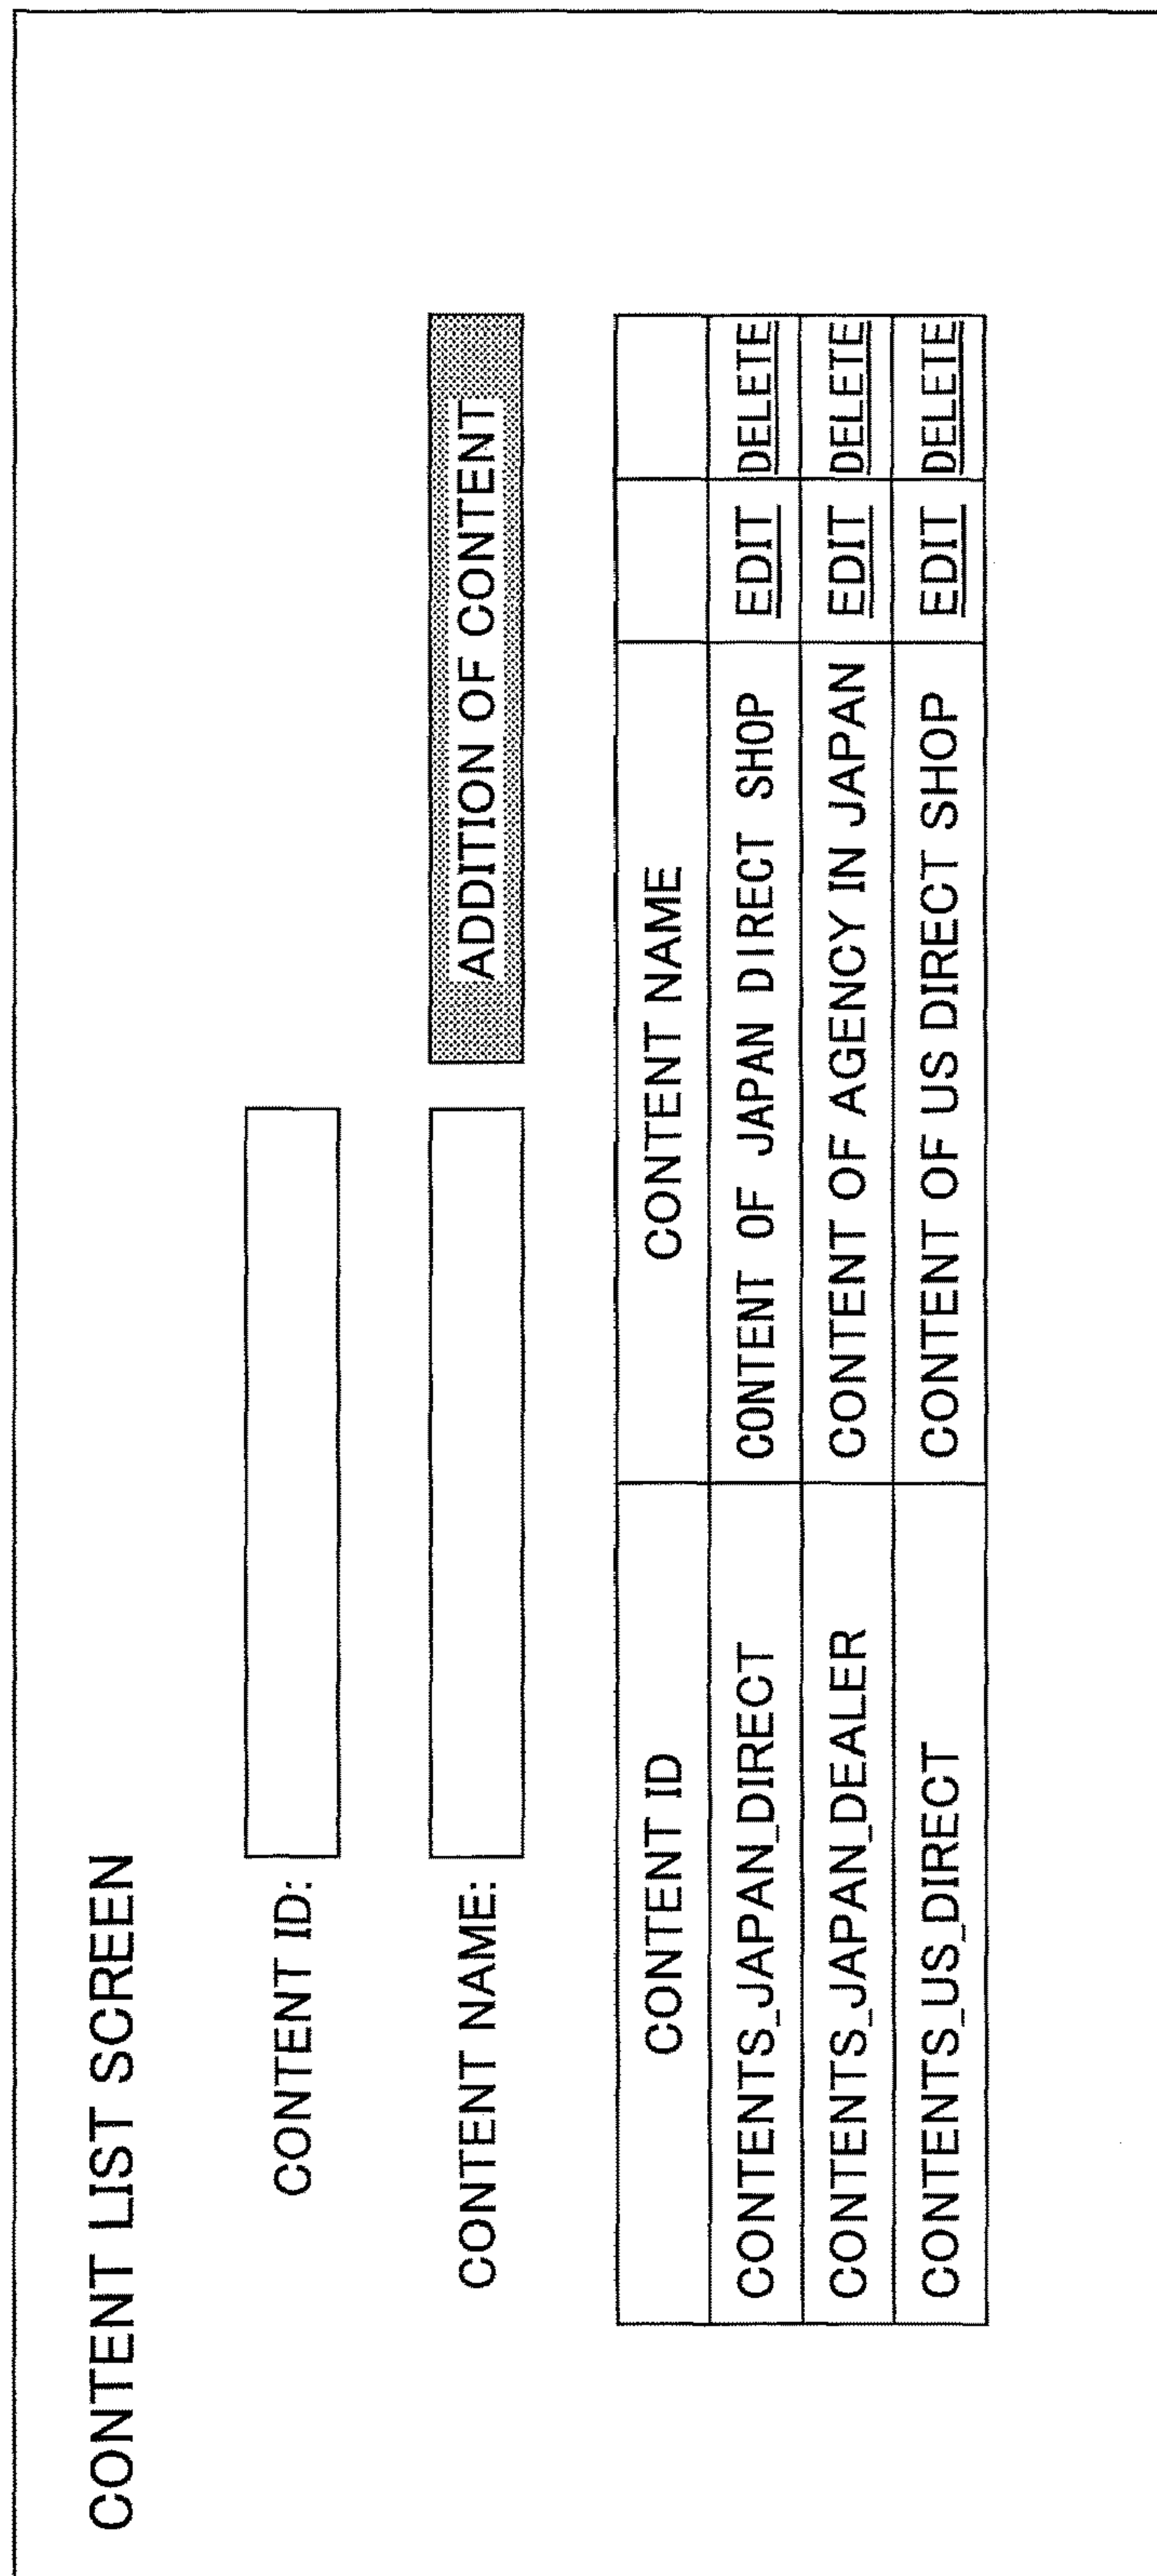 CONTENT LIST SCREEN
CONTENT ID:
CONTENT NAME:
ADDITION OF CONTENT
CONTENT ID CONTENT NAME
CONTENTS_JAPAN_DIRECT CONTENT OF JAPAN DIRECT SHOP EDIT DELETE
CONTENTS_JAPAN_DEALER CONTENT OF AGENCY IN JAPAN EDIT DELETE
CONTENTS_US_DIRECT CONTENT OF US DIRECT SHOP EDIT DELETE